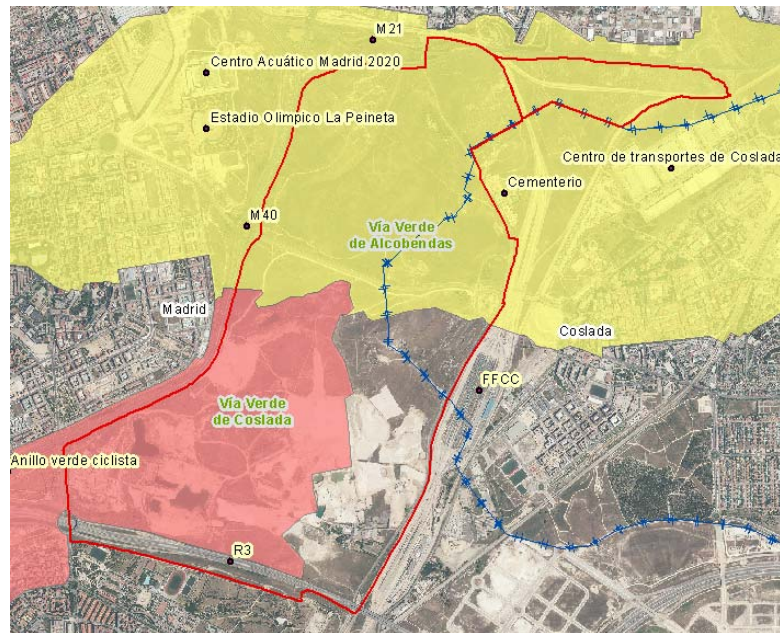 M21
Centro Acuático Madrid 2020
Estadio Olimpico La Peineta
Centro de transportes de Coslada
Cementerio
M40
Vía Verde
de Alcobendas
Madrid
Coslada
FFCC
Vía Verde
de Coslada
Anillo verde ciclista
R3